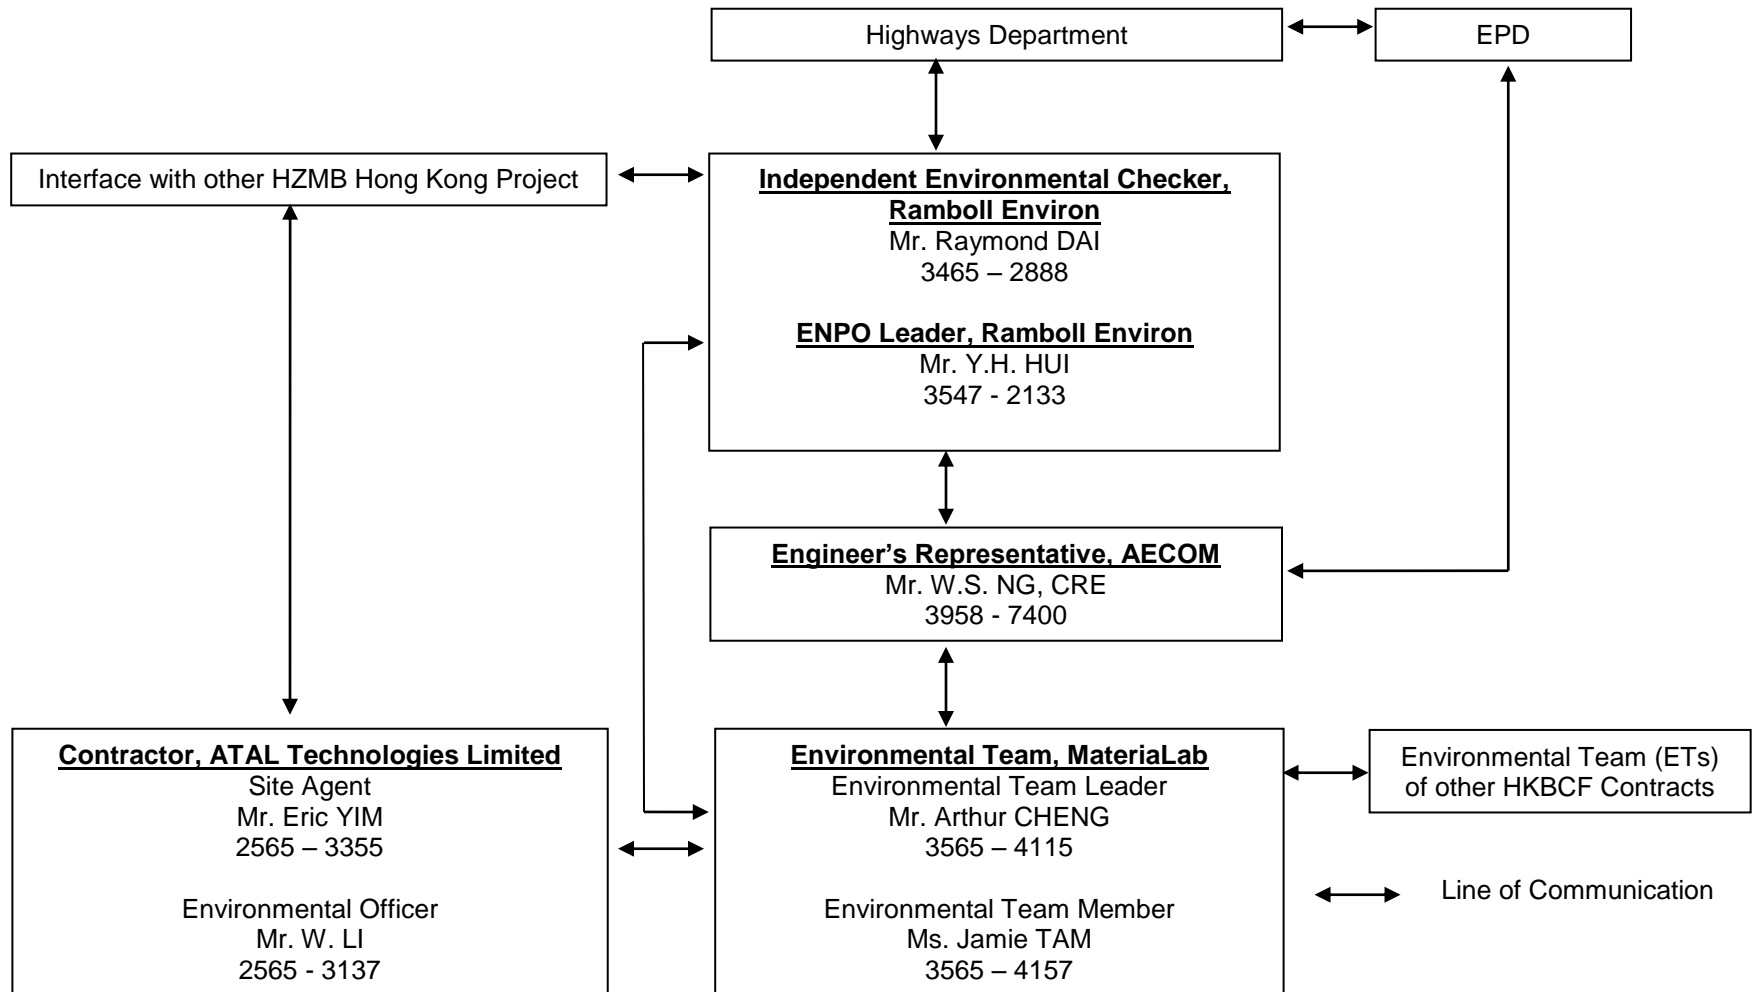 Highways Department
EPD
Interface with other HZMB Hong Kong Project
Independent Environmental Checker,
Ramboll Environ
Mr. Raymond DAI
3465 – 2888
ENPO Leader, Ramboll Environ
Mr. Y.H. HUI
3547 - 2133
Engineer’s Representative, AECOM
Mr. W.S. NG, CRE
3958 - 7400
Contractor, ATAL Technologies Limited
Site Agent
Mr. Eric YIM
2565 – 3355
Environmental Officer
Mr. W. LI
2565 - 3137
Environmental Team, MateriaLab
Environmental Team Leader
Mr. Arthur CHENG
3565 – 4115
Environmental Team Member
Ms. Jamie TAM
3565 – 4157
Environmental Team (ETs)
of other HKBCF Contracts
Line of Communication